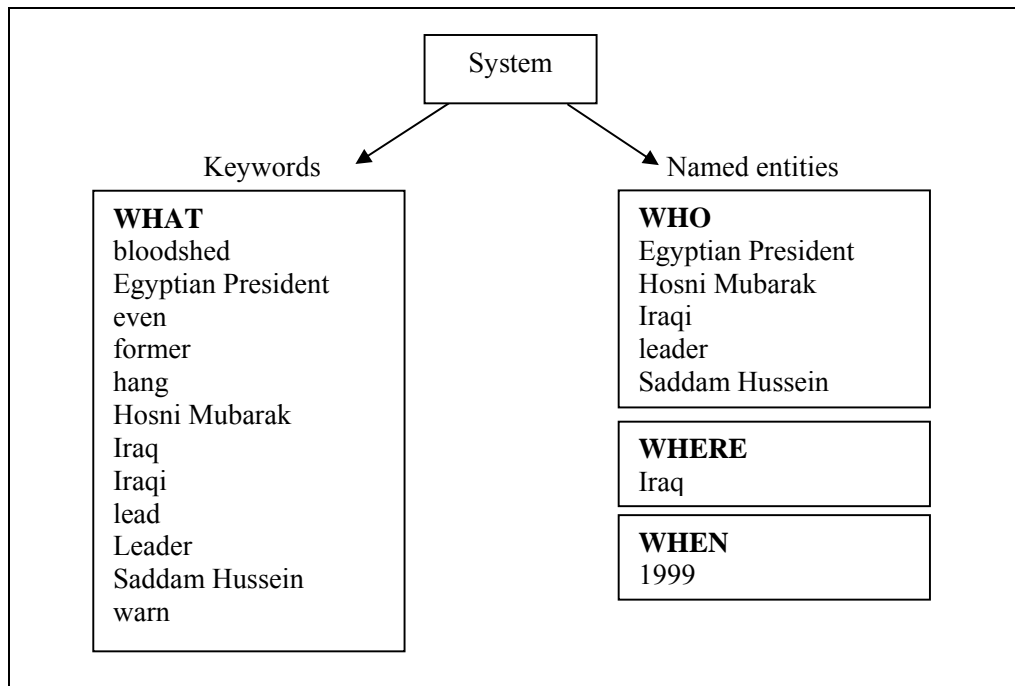 System
Keywords
WHAT
bloodshed
Egyptian President
even
former
hang
Hosni Mubarak
Iraq
Iraqi
lead
Leader
Saddam Hussein
warn
Named entities
WHO
Egyptian President
Hosni Mubarak
Iraqi
leader
Saddam Hussein
WHERE
Iraq
WHEN
1999